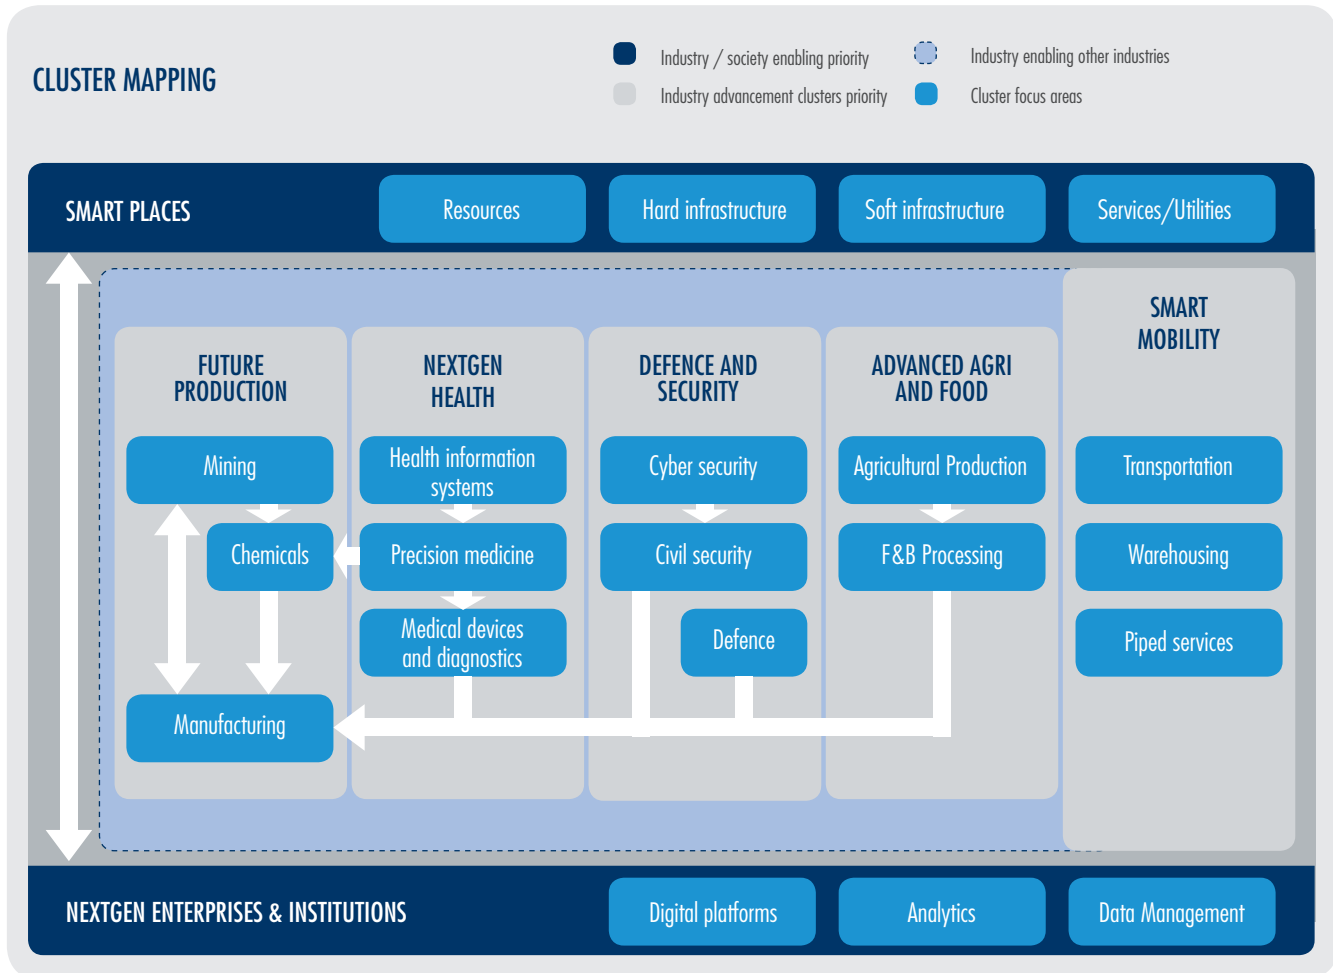 CLUSTER MAPPING
Industry / society enabling priority
Industry enabling other industries
Industry advancement clusters priority
Cluster focus areas
SMART PLACES
Resources
Hard infrastructure
Soft infrastructure
Services/Utilities
FUTURE
PRODUCTION
Mining
Chemicals
Manufacturing
NEXTGEN
HEALTH
Health information
systems
Precision medicine
Medical devices
and diagnostics
DEFENCE AND
SECURITY
Cyber security
Civil security
Defence
ADVANCED AGRI
AND FOOD
Agricultural Production
F&B Processing
SMART
MOBILITY
Transportation
Warehousing
Piped services
NEXTGEN ENTERPRISES & INSTITUTIONS
Digital platforms
Analytics
Data Management